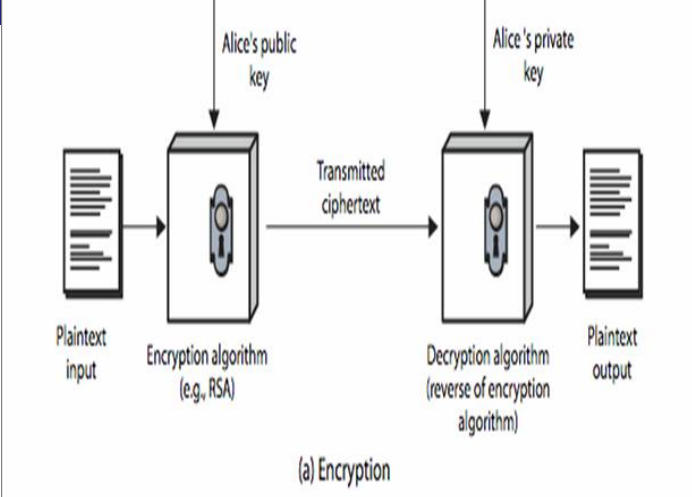 Alice's public
key
Alice 's private
key
Transmitted
ciphertext
Plaintext
input
Encryption algorithm
(e.g., RSA)
Decryption algorithm
(reverse of encryption
algorithm)
Plaintext
output
(a) Encryption